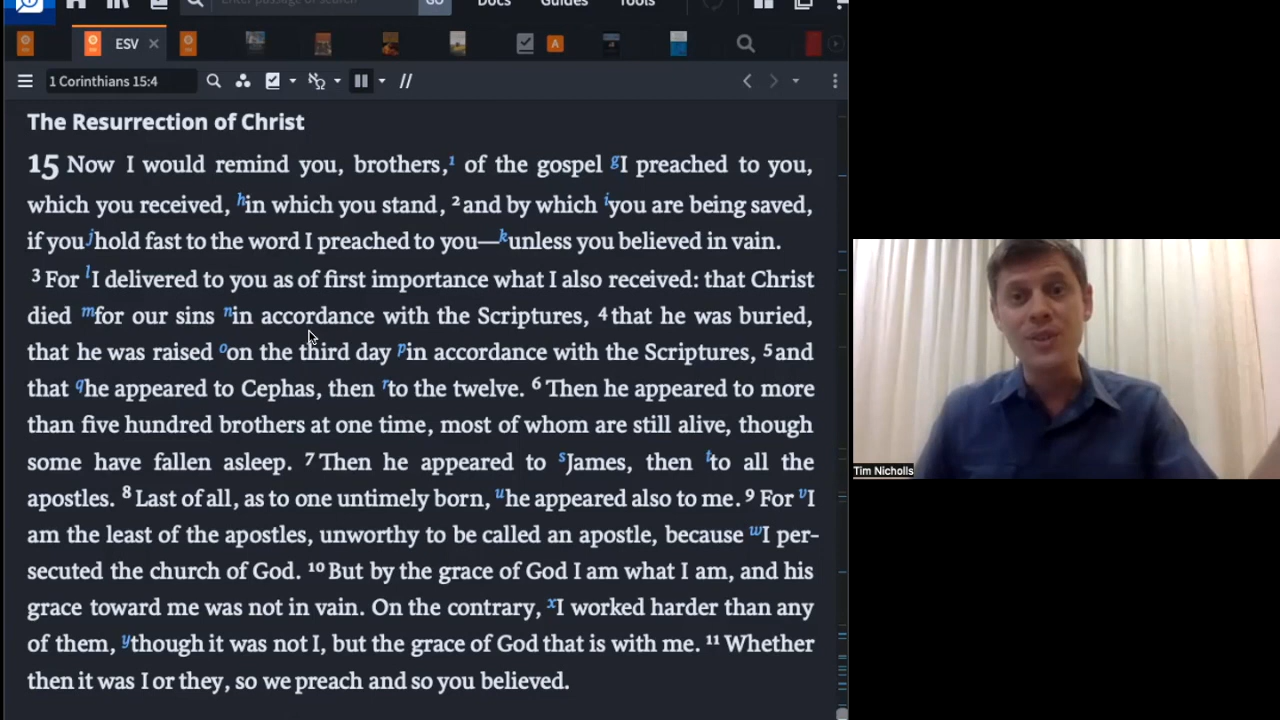 Enter passage or search
GO
Docs
Guides
Tools
ESV
A
1 Corinthians 15:4
The Resurrection of Christ
15 Now I would remind you, brothers,1 of the gospel gI preached to you,
which you received, hin which you stand, 2 and by which iyou are being saved,
if you jhold fast to the word I preached to you—kunless you believed in vain.
3 For lI delivered to you as of first importance what I also received: that Christ
died mfor our sins nin accordance with the Scriptures, 4 that he was buried,
that he was raised oon the third day pin accordance with the Scriptures, 5 and
that qhe appeared to Cephas, then rto the twelve. 6 Then he appeared to more
than five hundred brothers at one time, most of whom are still alive, though
some have fallen asleep. 7 Then he appeared to sJames, then tto all the
apostles. 8 Last of all, as to one untimely born, uhe appeared also to me. 9 For vI
am the least of the apostles, unworthy to be called an apostle, because wI per-
secuted the church of God. 10 But by the grace of God I am what I am, and his
grace toward me was not in vain. On the contrary, xI worked harder than any
of them, ythough it was not I, but the grace of God that is with me. 11 Whether
then it was I or they, so we preach and so you believed.
Tim Nicholls